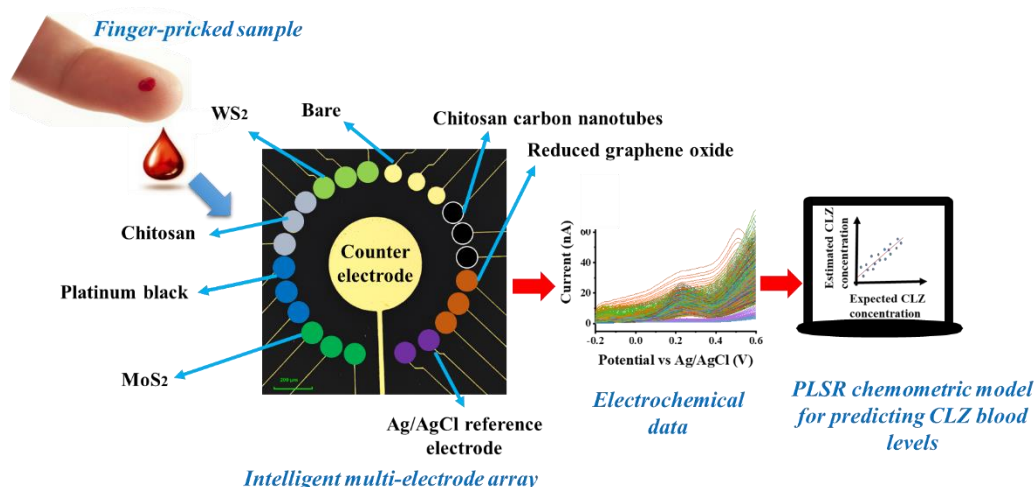 Finger-pricked sample
WS2
Bare
Chitosan carbon nanotubes
Reduced graphene oxide
Chitosan
Platinum black
MoS2
Counter
electrode
200 µm
Ag/AgCl reference
electrode
Intelligent multi-electrode array
Current (nA)
60
40
20
0
-0.2
0.0
0.2
0.4
0.6
Potential vs Ag/AgCl (V)
Electrochemical
data
Estimated CLZ
concentration
Expected CLZ
concentration
PLSR chemometric model
for predicting CLZ blood
levels